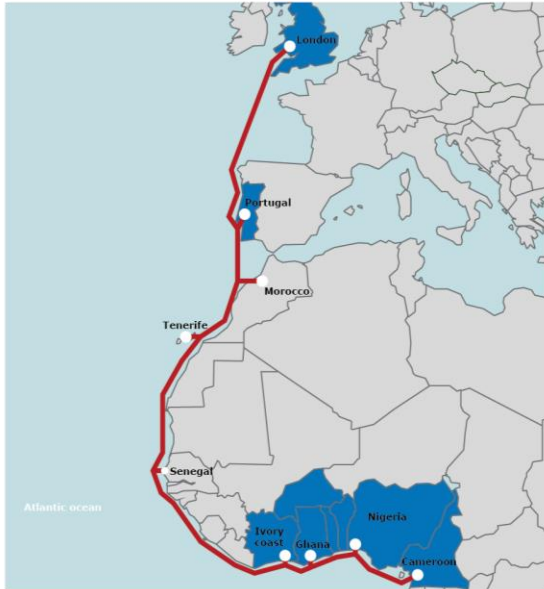 London
Portugal
Morocco
Tenerife
Senegal
Atlantic ocean
Ivory
coast
Ghana
Nigeria
Cameroon